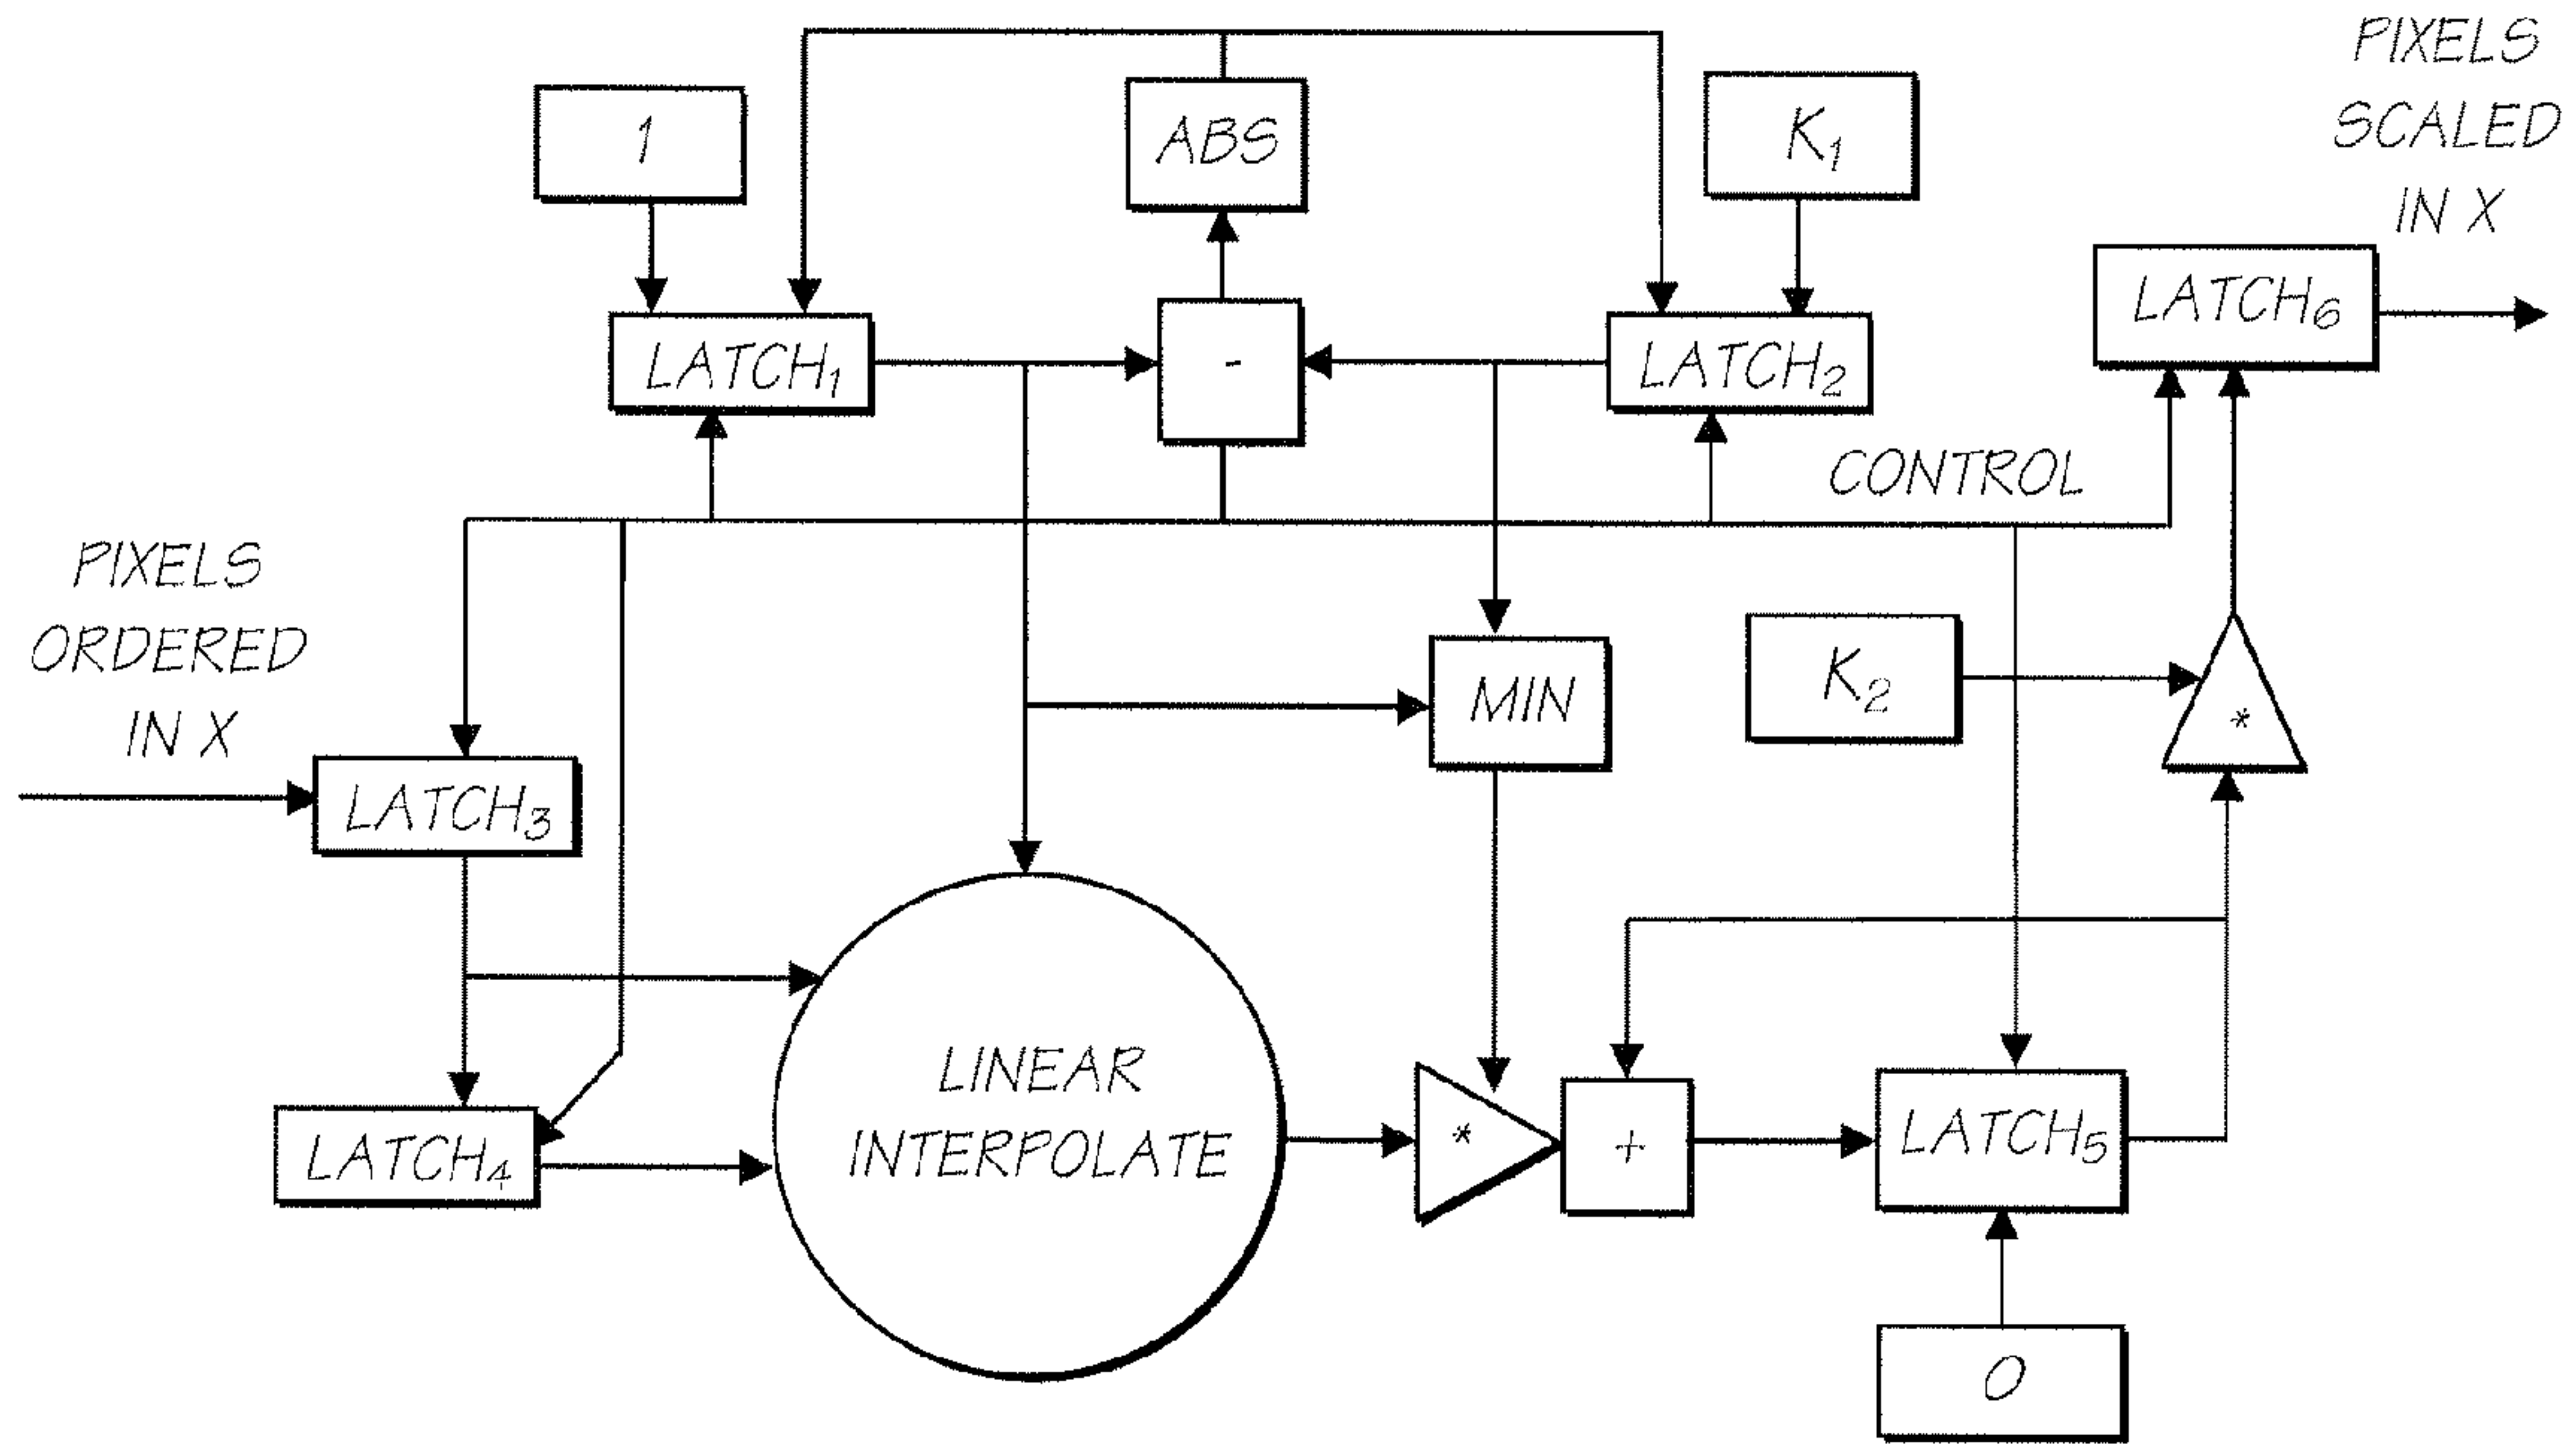 PIXELS
SCALED
IN X
1
ABS
K₁
LATCH₁
-
LATCH₂
LATCH₆
CONTROL
PIXELS
ORDERED
IN X
MIN
K₂
*
LATCH₃
LINEAR
INTERPOLATE
LATCH₄
*
+
LATCH₅
0